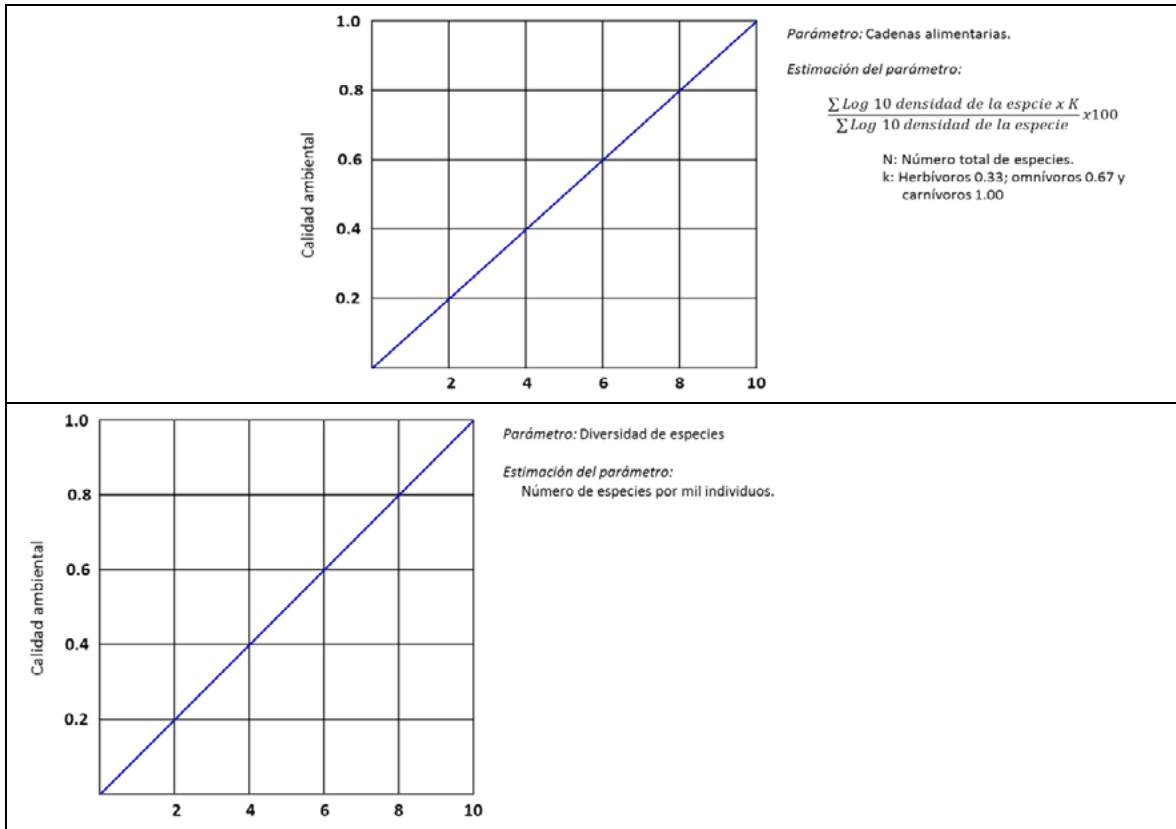 1.0
0.8
0.6
0.4
0.2
Calidad ambiental
2 4 6 8 10
Parámetro: Cadenas alimentarias.
Estimación del parámetro:
∑ Log 10 densidad de la espcie x K
∑ Log 10 densidad de la especie
x100
N: Número total de especies.
k: Herbívoros 0.33; omnívoros 0.67 y
carnívoros 1.00
1.0
0.8
0.6
0.4
0.2
Calidad ambiental
2 4 6 8 10
Parámetro: Diversidad de especies
Estimación del parámetro:
Número de especies por mil individuos.